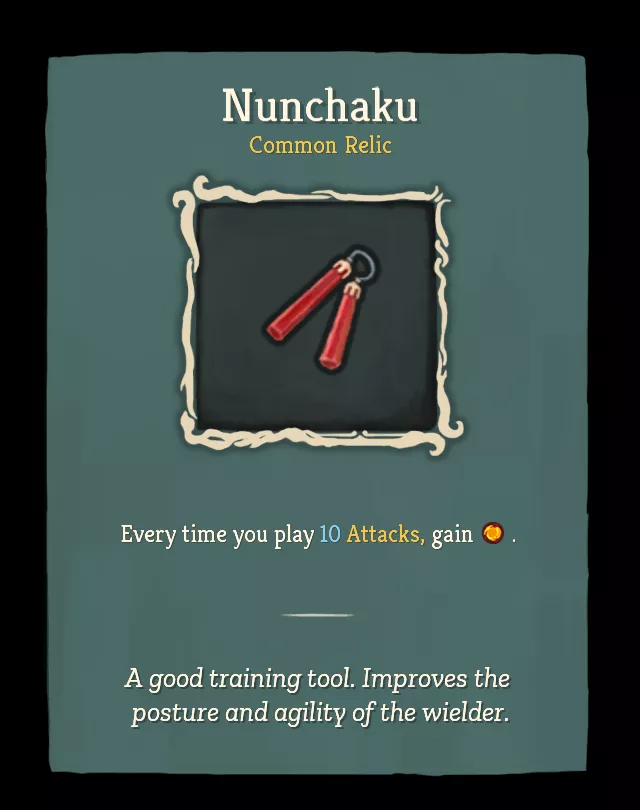 Nunchaku
Common Relic
Every time you play 10 Attacks, gain .
A good training tool. Improves the
posture and agility of the wielder.